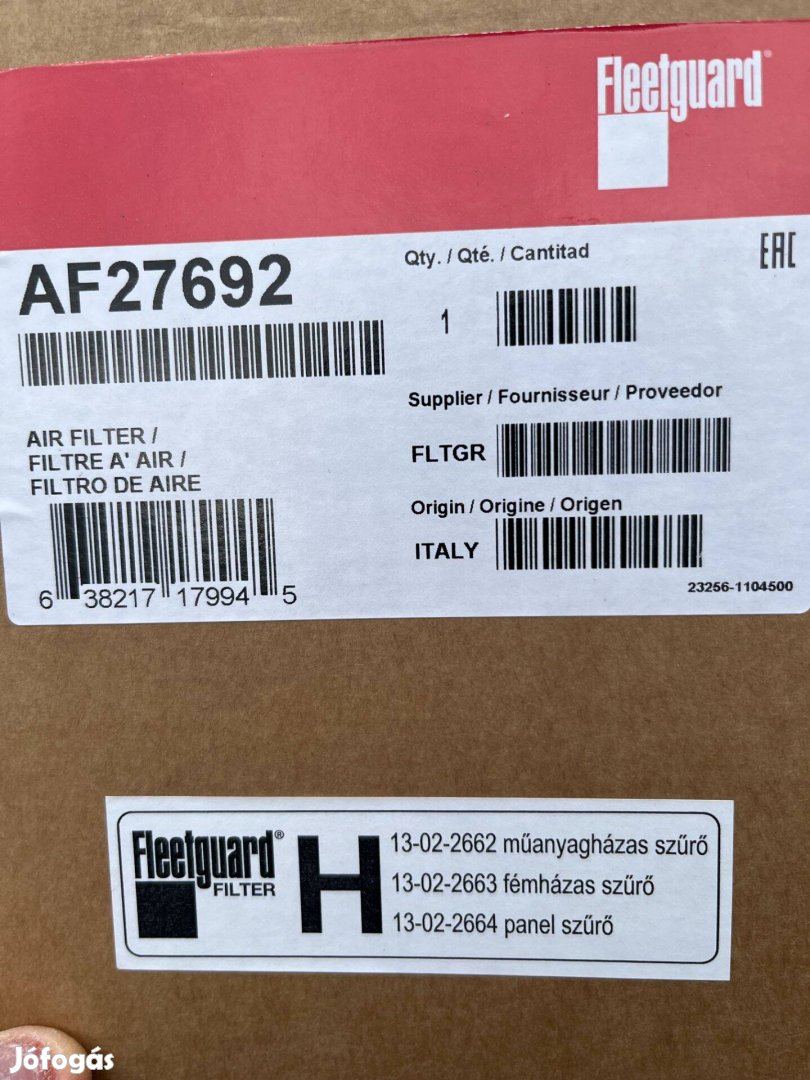 Fleetguard®
AF27692
Qty. / Qté. / Cantitad
EAC
1
Supplier / Fournisseur / Proveedor
AIR FILTER /
FILTRE A' AIR /
FILTRO DE AIRE
FLTGR
Origin / Origine / Origen
ITALY
6 38217 17994 5
23256-1104500
Fleetguard®
FILTER
H
13-02-2662 műanyagházas szűrő
13-02-2663 fémházas szűrő
13-02-2664 panel szűrő
Jófogás